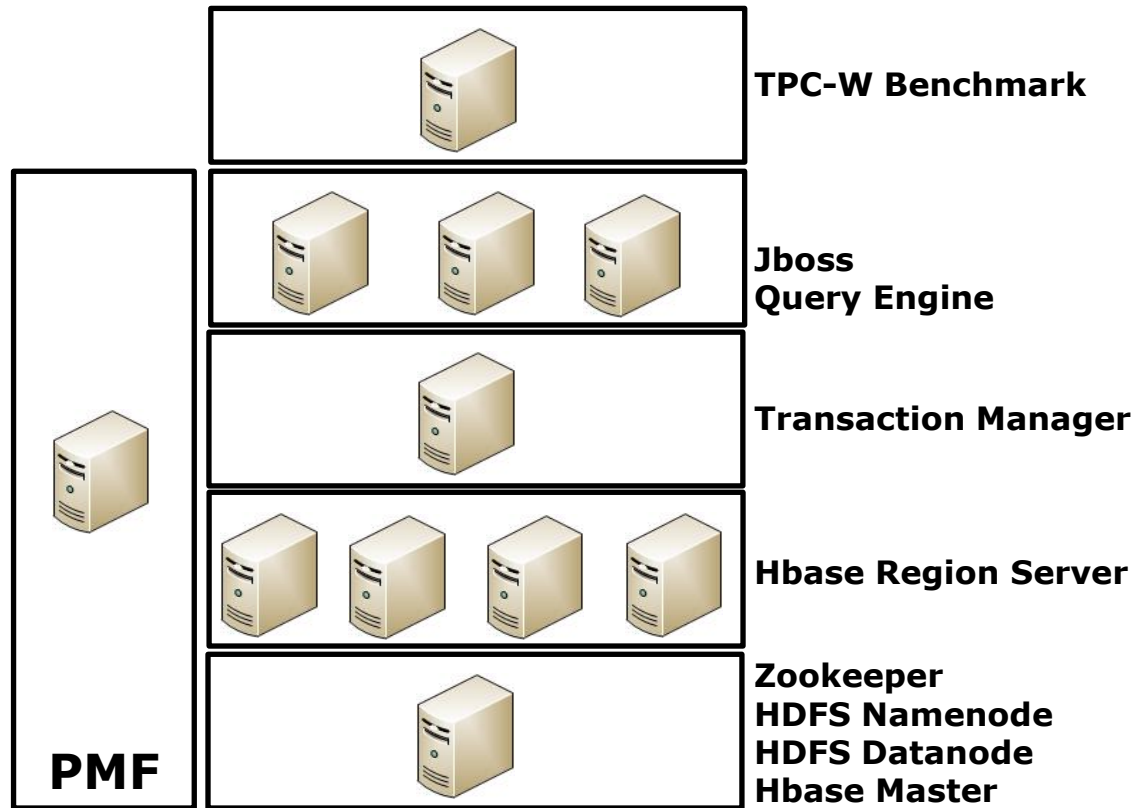 TPC-W Benchmark
Jboss
Query Engine
Transaction Manager
Hbase Region Server
Zookeeper
HDFS Namenode
HDFS Datanode
Hbase Master
PMF